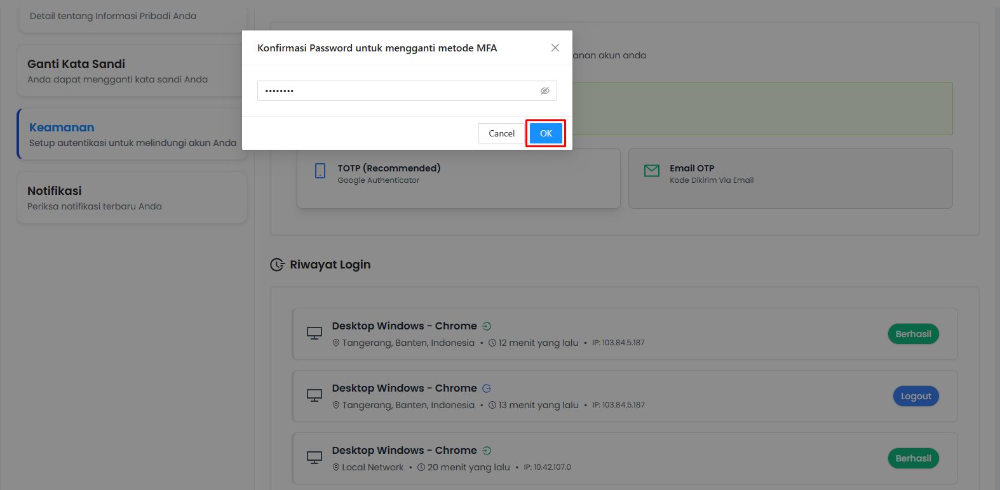 Detail tentang Informasi Pribadi Anda
Ganti Kata Sandi
Anda dapat mengganti kata sandi Anda
Keamanan
Setup autentikasi untuk melindungi akun Anda
Notifikasi
Periksa notifikasi terbaru Anda
Konfirmasi Password untuk mengganti metode MFA
Cancel
OK
akun anda
TOTP (Recommended)
Google Authenticator
Email OTP
Kode Dikirim Via Email
Riwayat Login
Desktop Windows - Chrome
Tangerang, Banten, Indonesia • 12 menit yang lalu • IP: 103.84.5.187
Berhasil
Desktop Windows - Chrome
Tangerang, Banten, Indonesia • 13 menit yang lalu • IP: 103.84.5.187
Logout
Desktop Windows - Chrome
Local Network • 20 menit yang lalu • IP: 10.42.107.0
Berhasil